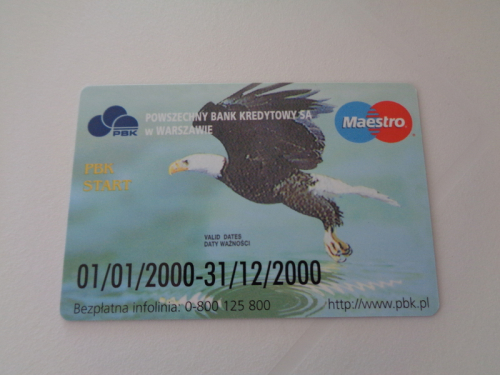 PBK
POWSZECHNY BANK KREDYTOWY SA
w WARSZAWIE
Maestro
PBK
START
VALID DATES
DATY WAŻNOŚCI
01/01/2000-31/12/2000
Bezpłatna infolinia: 0-800 125 800
http://www.pbk.pl